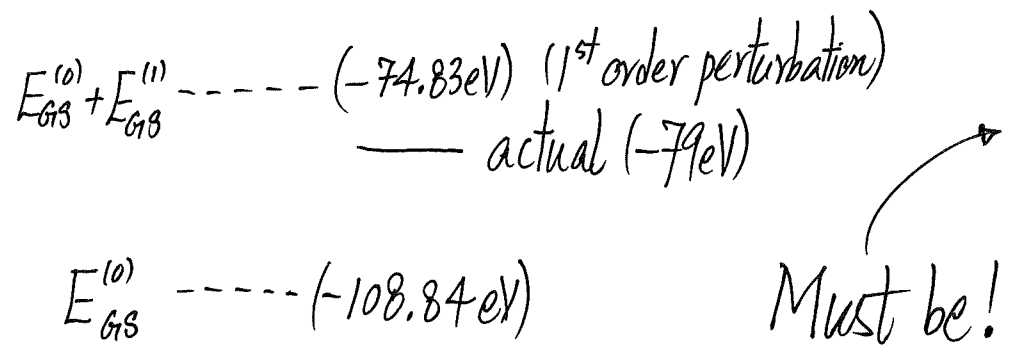 E_GS^(0) + E_GS^(1) ------ (-74.83eV) (1st order perturbation)
—— actual (-79eV)
E_GS^(0) ----- (-108.84eV)
Must be!